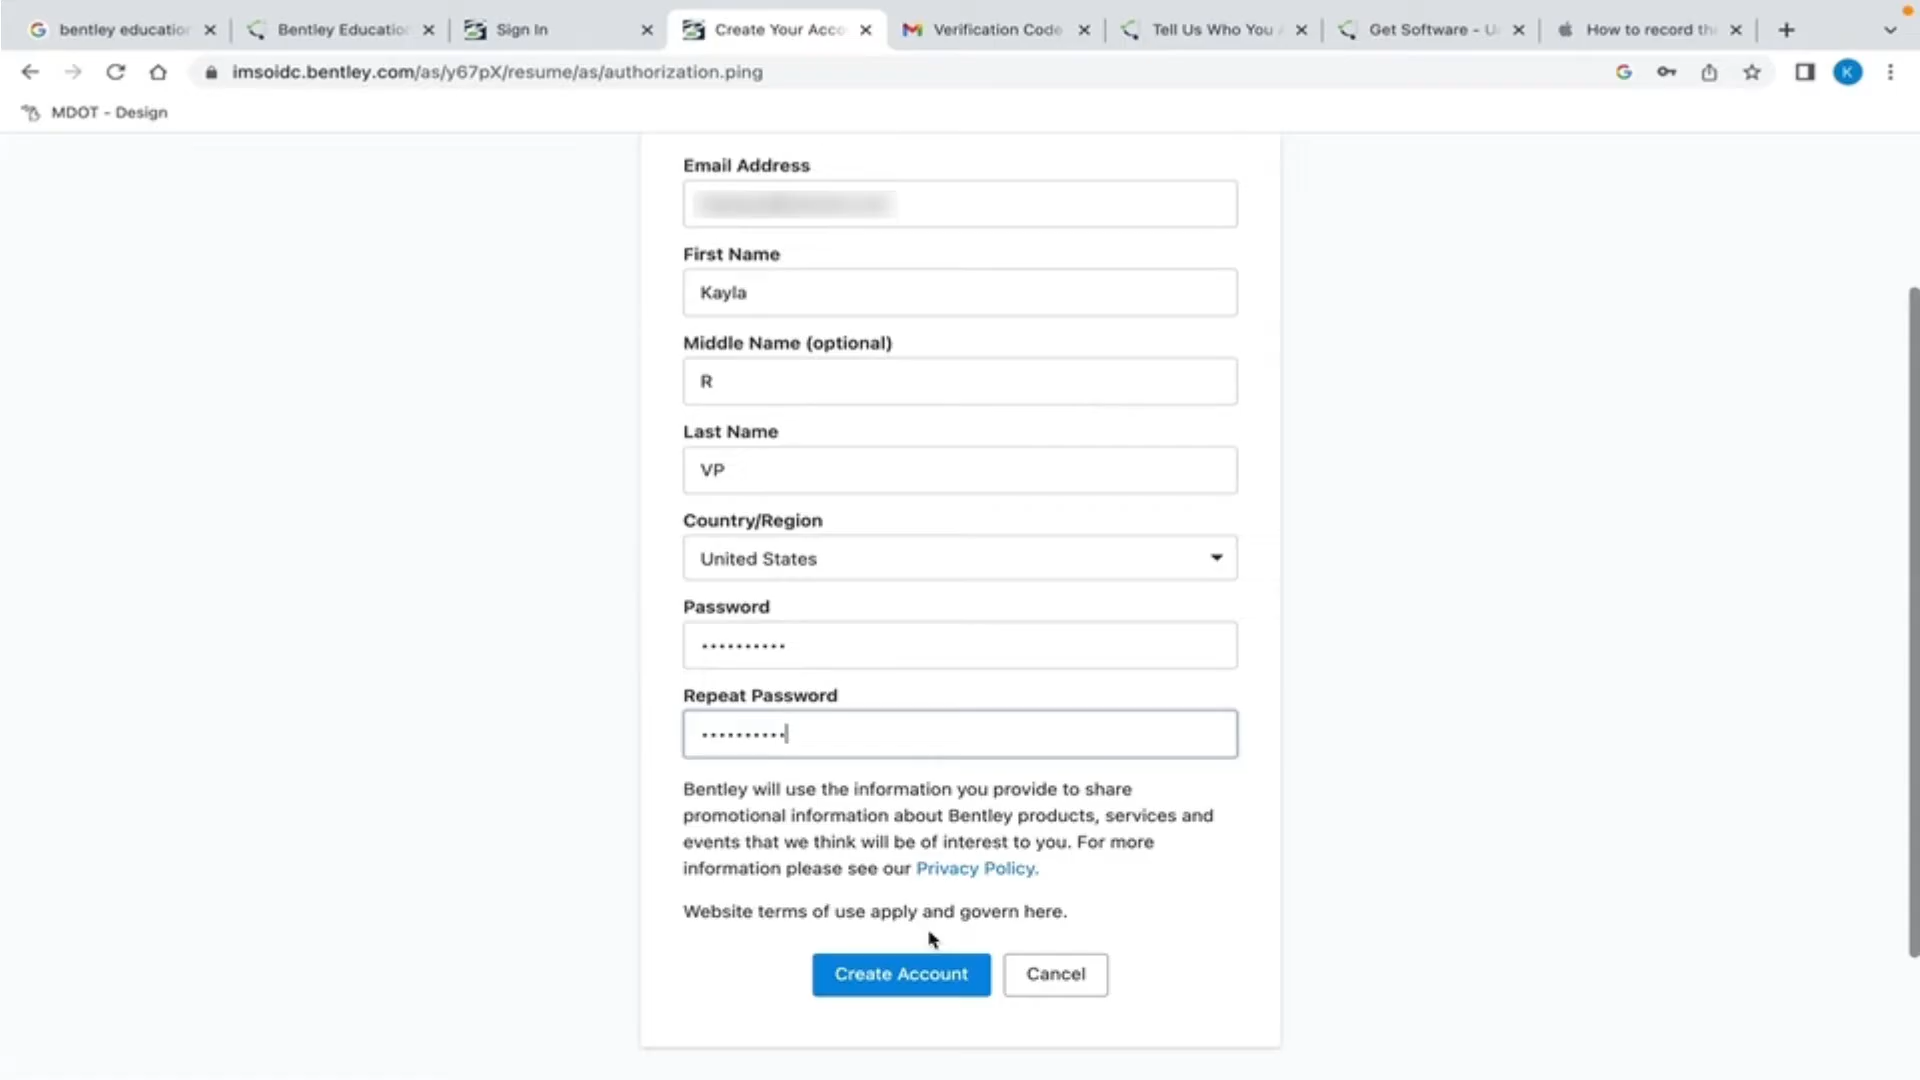 bentley education
Bentley Education
Sign In
Create Your Acco
Verification Code
Tell Us Who You
Get Software - U
How to record th
imsoidc.bentley.com/as/y67pX/resume/as/authorization.ping
K
MDOT - Design
Email Address
First Name
Kayla
Middle Name (optional)
R
Last Name
VP
Country/Region
United States
Password
Repeat Password
Bentley will use the information you provide to share
promotional information about Bentley products, services and
events that we think will be of interest to you. For more
information please see our Privacy Policy.
Website terms of use apply and govern here.
Create Account
Cancel